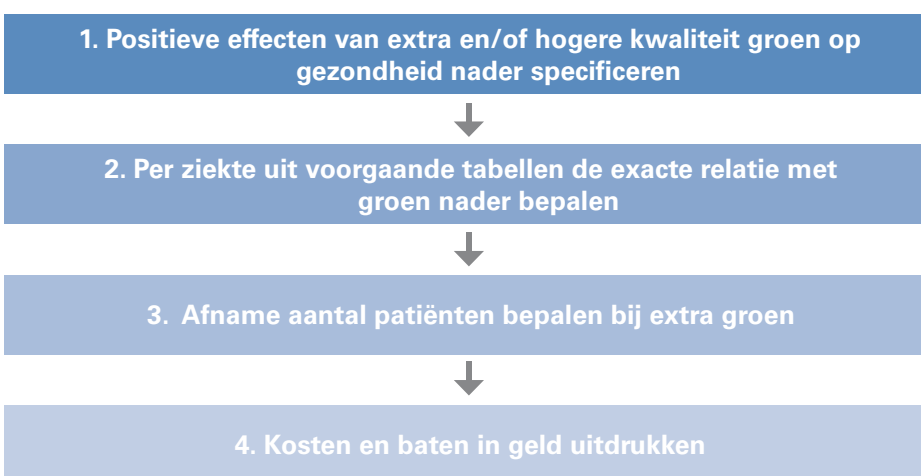 1. Positieve effecten van extra en/of hogere kwaliteit groen op
gezondheid nader specificeren
2. Per ziekte uit voorgaande tabellen de exacte relatie met
groen nader bepalen
3. Afname aantal patiënten bepalen bij extra groen
4. Kosten en baten in geld uitdrukken